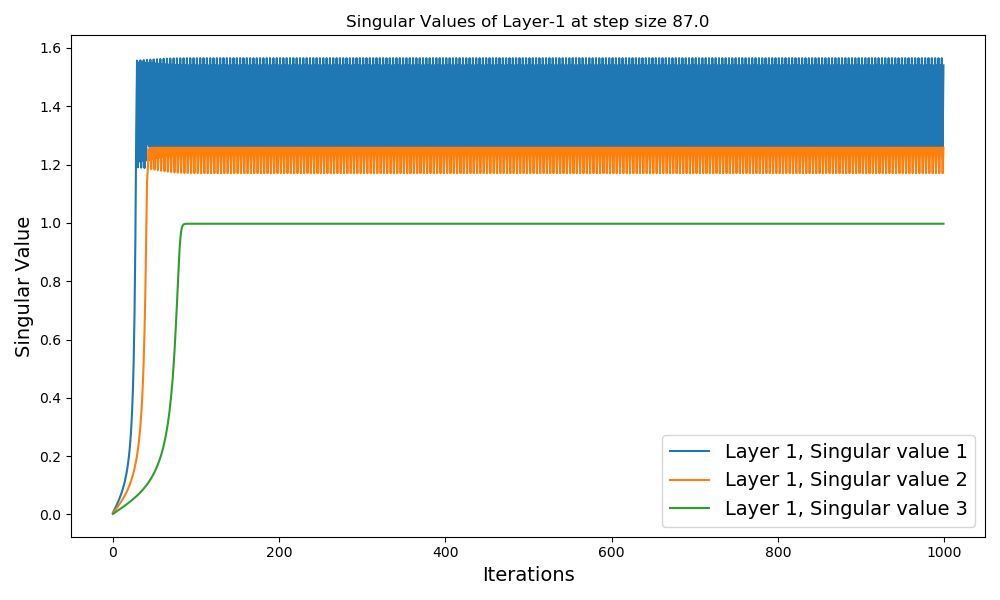 Singular Values of Layer-1 at step size 87.0
Singular Value
1.6
1.4
1.2
1.0
0.8
0.6
0.4
0.2
0.0
Layer 1, Singular value 1
Layer 1, Singular value 2
Layer 1, Singular value 3
0 200 400 600 800 1000
Iterations